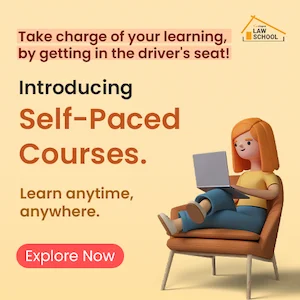 Take charge of your learning,
by getting in the driver's seat!
LAW
SCHOOL
Introducing
Self-Paced
Courses.
Learn anytime,
anywhere.
Explore Now